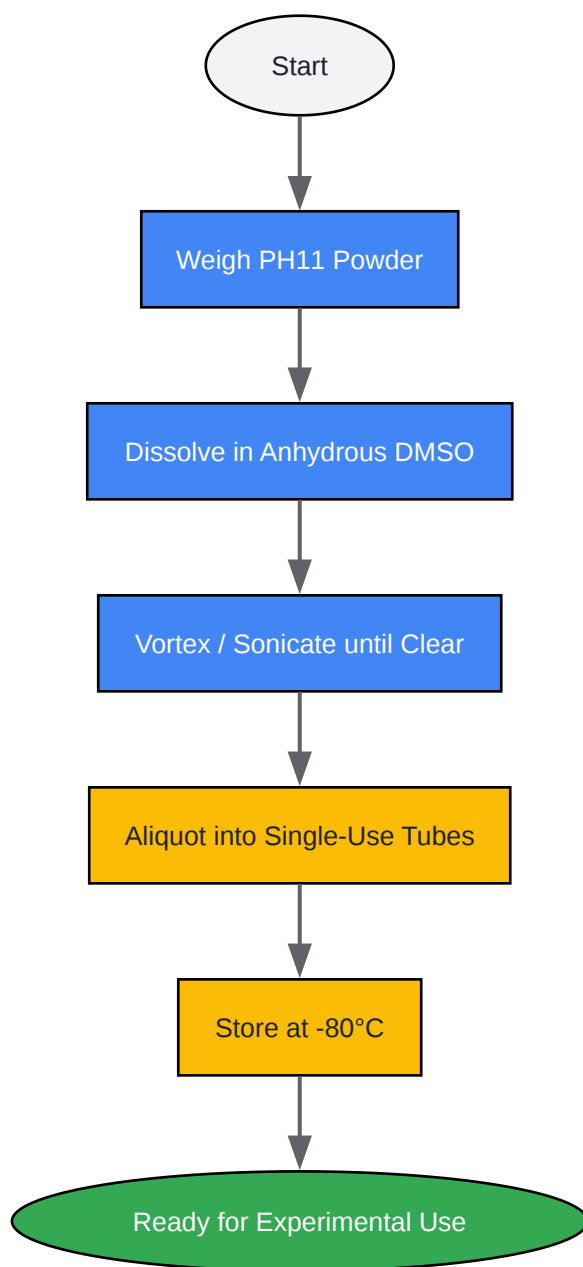 Start
Weigh PH11 Powder
Dissolve in Anhydrous DMSO
Vortex / Sonicate until Clear
Aliquot into Single-Use Tubes
Store at -80°C
Ready for Experimental Use